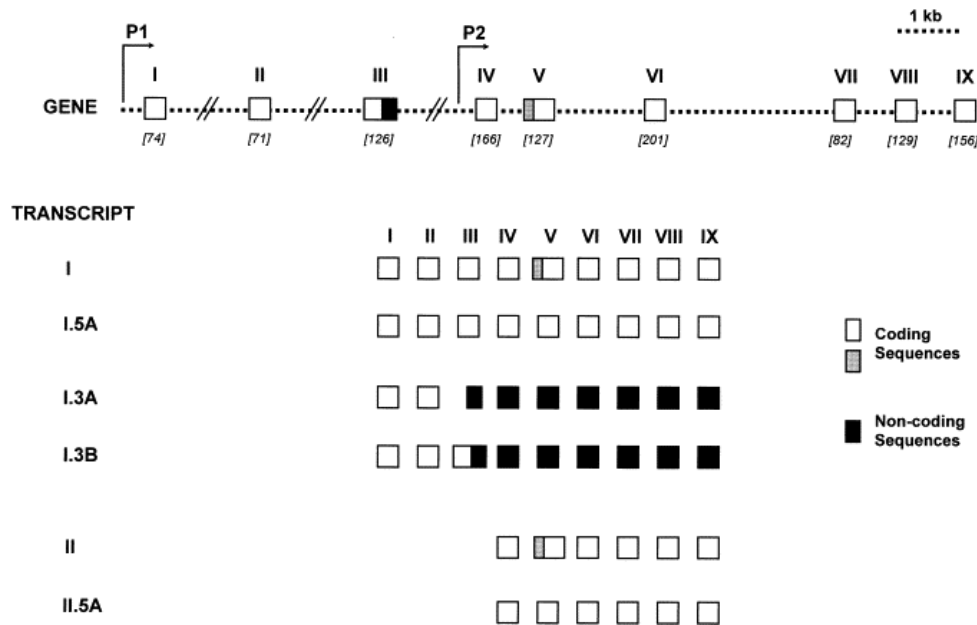 1 kb
P1 P2
I II III IV V VI VII VIII IX
GENE
[74] [71] [126] [166] [127] [201] [82] [129] [156]
TRANSCRIPT
I II III IV V VI VII VIII IX
I
I.5A
Coding
Sequences
I.3A
Non-coding
Sequences
I.3B
II
II.5A